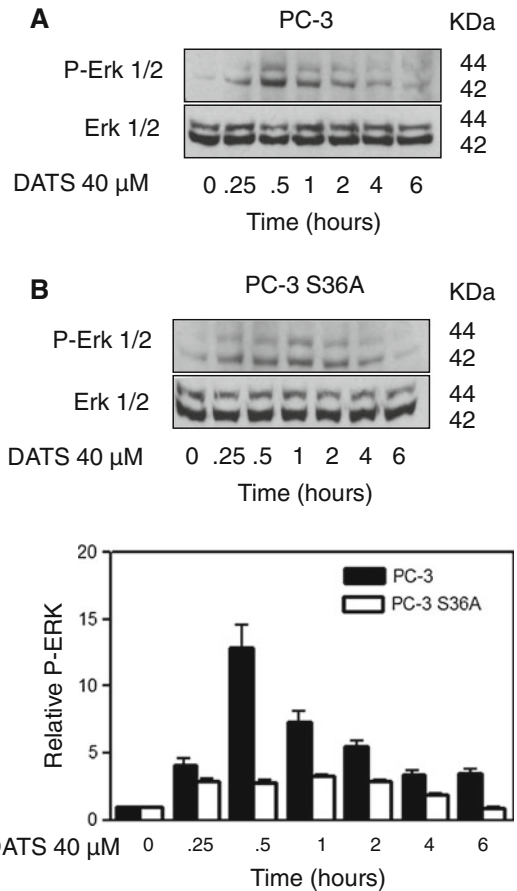 A
PC-3
KDa
P-Erk 1/2
44
42
Erk 1/2
44
42
DATS 40 µM 0 .25 .5 1 2 4 6
Time (hours)
B
PC-3 S36A
KDa
P-Erk 1/2
44
42
Erk 1/2
44
42
DATS 40 µM 0 .25 .5 1 2 4 6
Time (hours)
20
15
10
5
0
Relative P-ERK
PC-3
PC-3 S36A
DATS 40 µM 0 .25 .5 1 2 4 6
Time (hours)